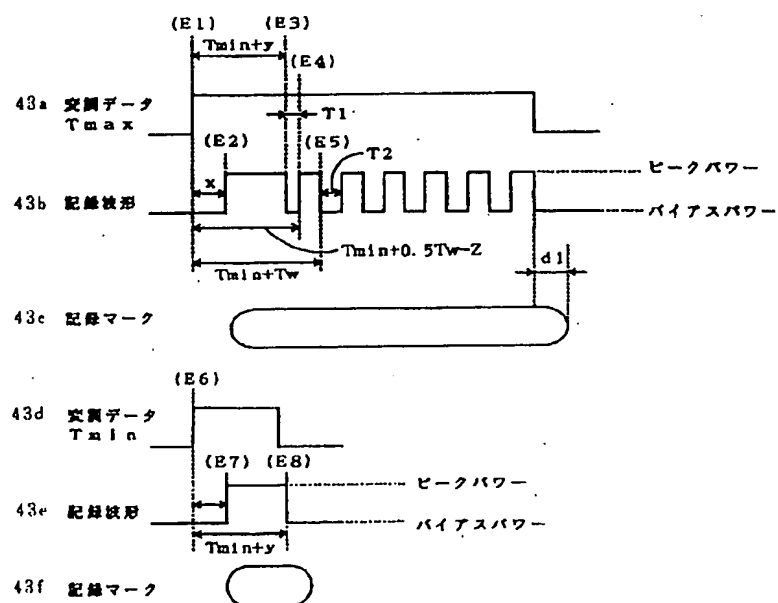 (E1) (E3)
Tmin+y
(E4)
43a 変調データ
Tmax
T1
(E2) (E5)
T2
x
ピークパワー
43b 記録波形
バイアスパワー
Tmin+0.5Tw-Z
Tmin+Tw
d1
43c 記録マーク
(E6)
43d 変調データ
Tmin
(E7) (E8)
ピークパワー
43e 記録波形
バイアスパワー
Tmin+y
43f 記録マーク